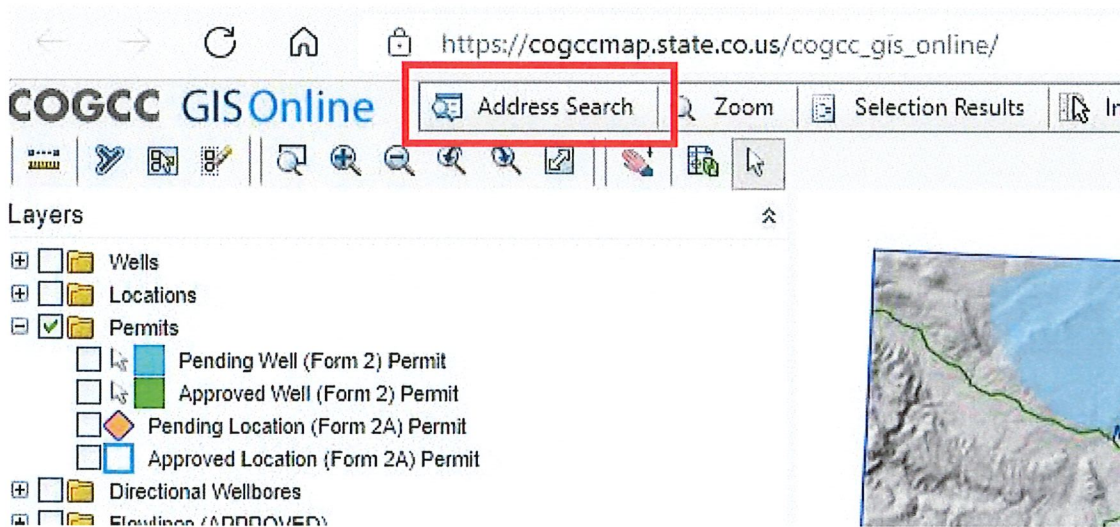 https://cogccmap.state.co.us/cogcc_gis_online/
COGCC GISOnline Address Search Zoom Selection Results
Layers
Wells
Locations
Permits
Pending Well (Form 2) Permit
Approved Well (Form 2) Permit
Pending Location (Form 2A) Permit
Approved Location (Form 2A) Permit
Directional Wellbores
Flowlines (APPROVED)